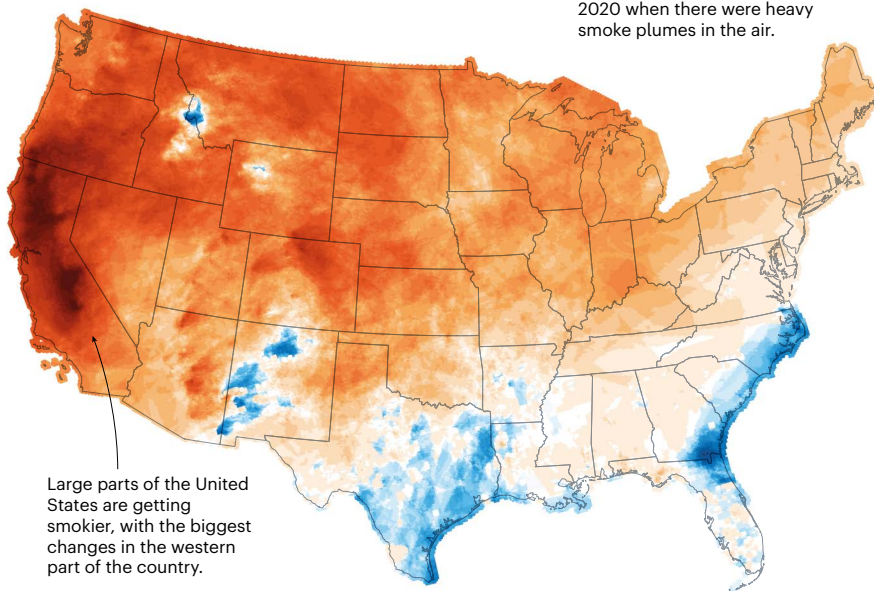 2020 when there were heavy
smoke plumes in the air.
Large parts of the United
States are getting
smokier, with the biggest
changes in the western
part of the country.